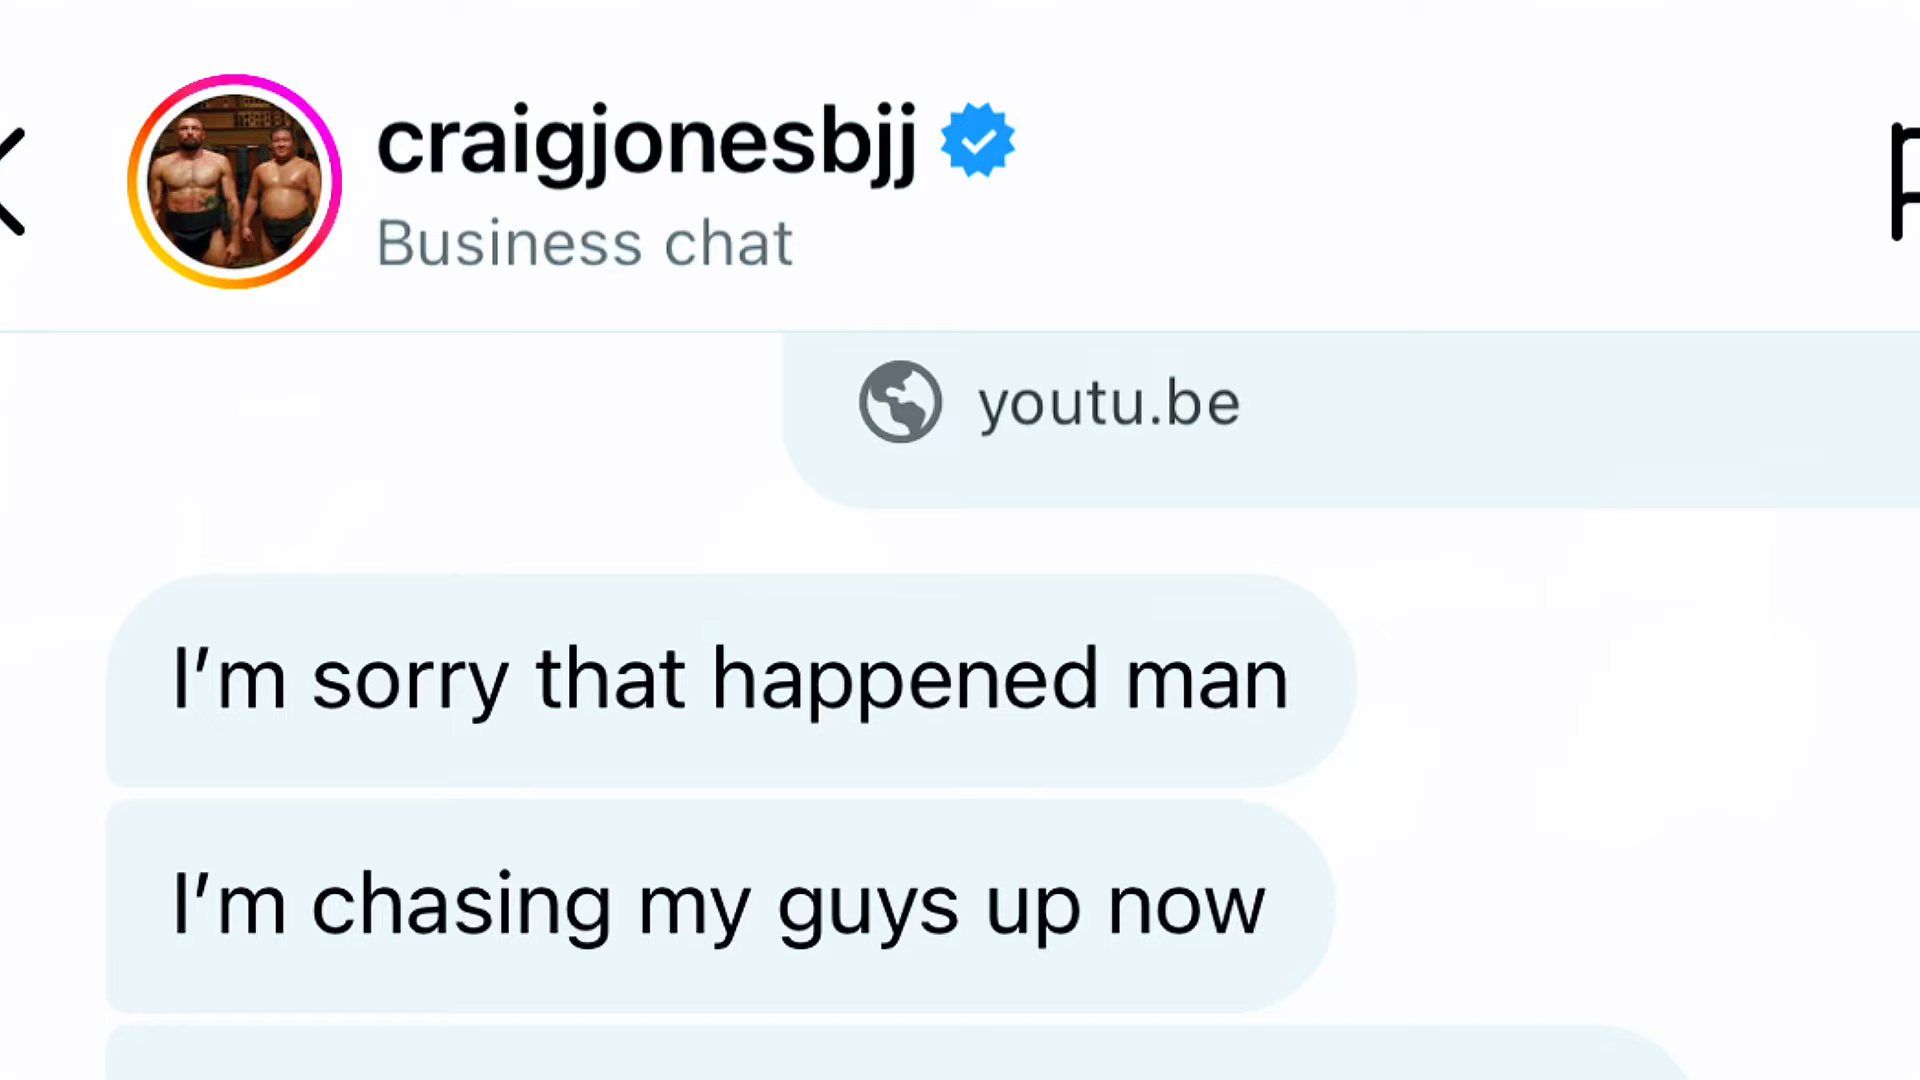 craigjonesbjj
Business chat
youtu.be
I’m sorry that happened man
I’m chasing my guys up now